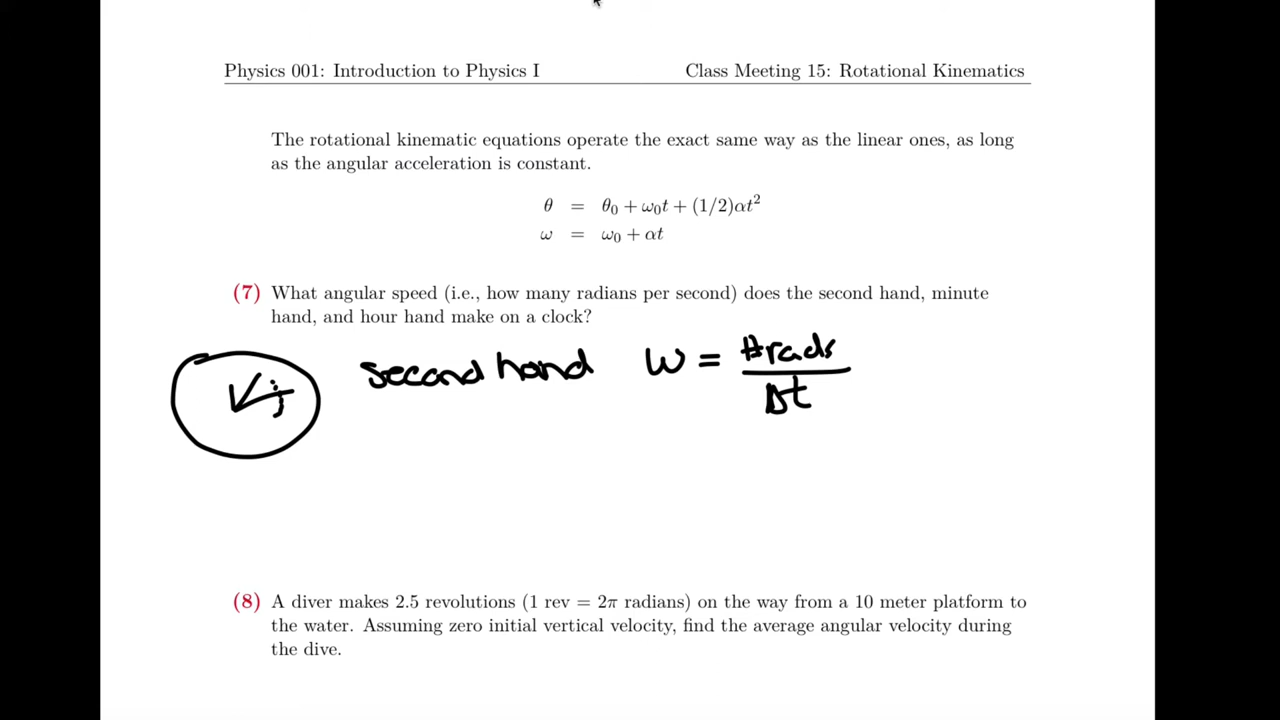 Physics 001: Introduction to Physics I Class Meeting 15: Rotational Kinematics
The rotational kinematic equations operate the exact same way as the linear ones, as long
as the angular acceleration is constant.
θ = θ₀ + ω₀t + (1/2)αt²
ω = ω₀ + αt
(7) What angular speed (i.e., how many radians per second) does the second hand, minute
hand, and hour hand make on a clock?
second hand ω = #rads / Δt
(8) A diver makes 2.5 revolutions (1 rev = 2π radians) on the way from a 10 meter platform to
the water. Assuming zero initial vertical velocity, find the average angular velocity during
the dive.